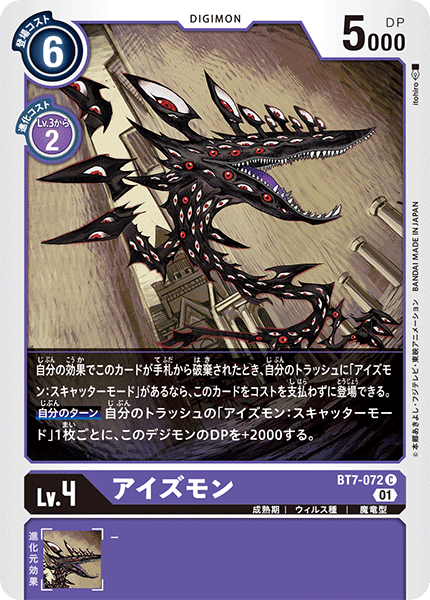 登場コスト
6
DIGIMON
DP
5000
進化コスト
Lv.3から
2
itohiro
自分の効果でこのカードが手札から破棄されたとき、自分のトラッシュに「アイズモ
ン:スキャッターモード」があるなら、このカードをコストを支払わずに登場できる。
自分のターン 自分のトラッシュの「アイズモン:スキャッターモー
ド」1枚ごとに、このデジモンのDPを+2000する。
©本郷あきよし・フジテレビ・東映アニメーション BANDAI MADE IN JAPAN
Lv.4
アイズモン
BT7-072 C
01
成熟期 | ウィルス種 | 魔竜型
進化元効果
-